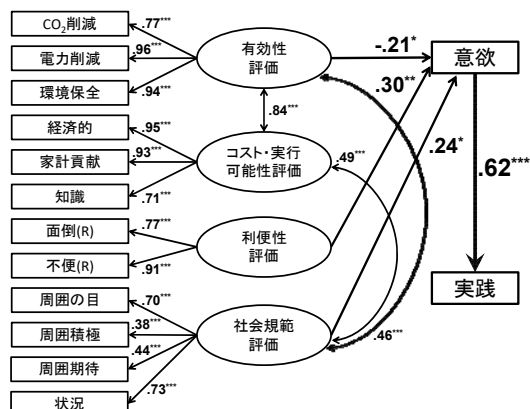 CO₂削減
.77***
電力削減
.96***
環境保全
.94***
有効性
評価
-.21*
意欲
.30**
.84***
経済的
.95***
家計貢献
.93***
知識
.71***
コスト・実行
可能性評価
.49***
.24*
.62***
面倒(R)
.77***
不便(R)
.91***
利便性
評価
実践
周囲の目
.70***
周囲積極
.38***
周囲期待
.44***
状況
.73***
社会規範
評価
.46***